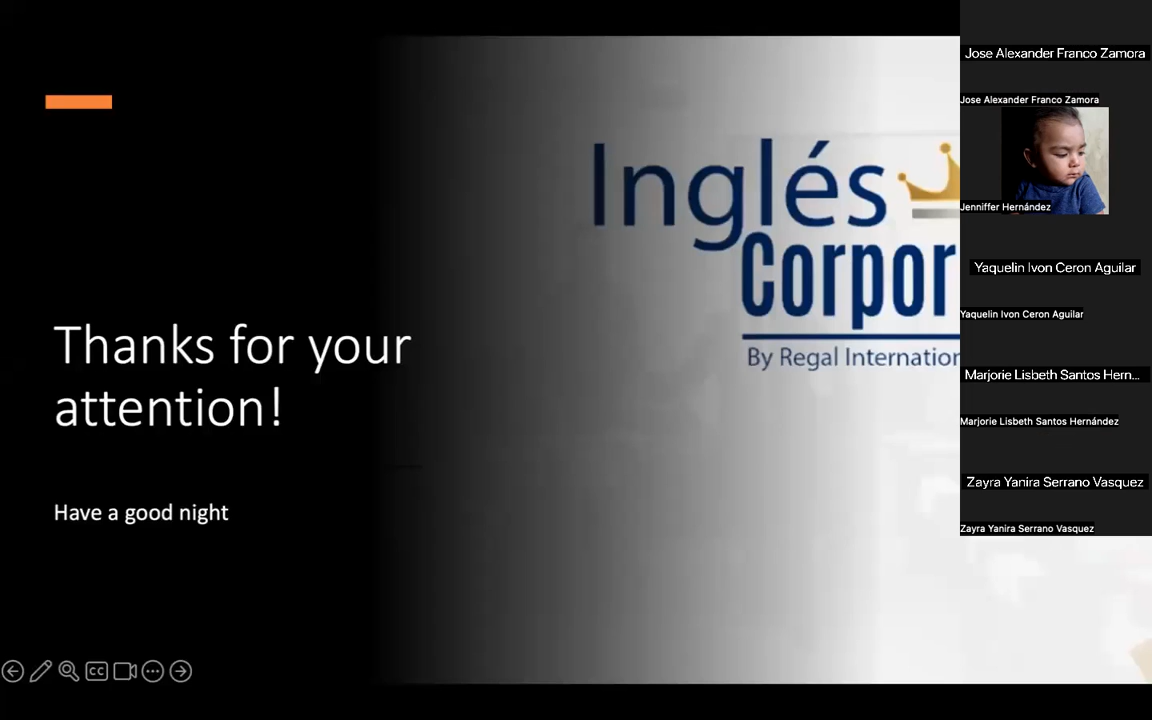 Thanks for your
attention!
Have a good night
Inglés
Corpor
By Regal Internation
CC
Jose Alexander Franco Zamora
Jose Alexander Franco Zamora
Jenniffer Hernández
Yaquelin Ivon Ceron Aguilar
Yaquelin Ivon Ceron Aguilar
Marjorie Lisbeth Santos Hern...
Marjorie Lisbeth Santos Hernández
Zayra Yanira Serrano Vasquez
Zayra Yanira Serrano Vasquez